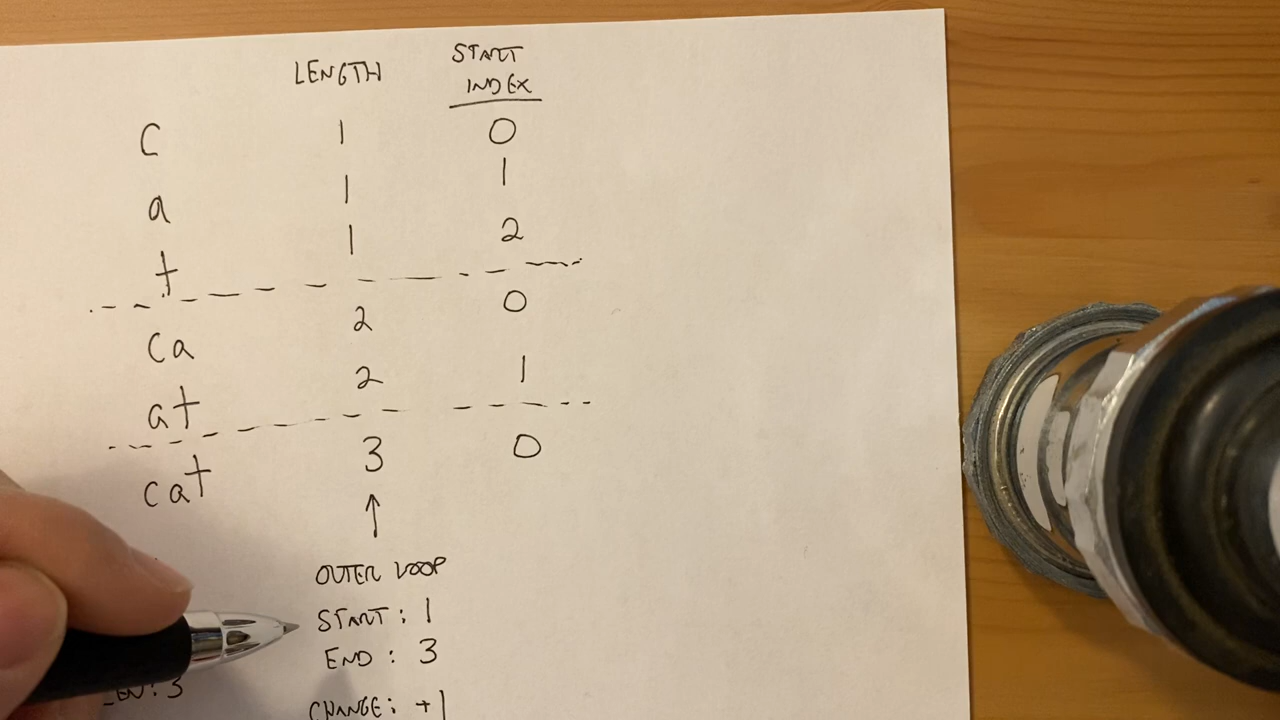 LENGTH START INDEX
c 1 0
a 1 1
t 1 2
ca 2 0
at 2 1
cat 3 0
OUTER LOOP
START: 1
END: 3
CHANGE: +1